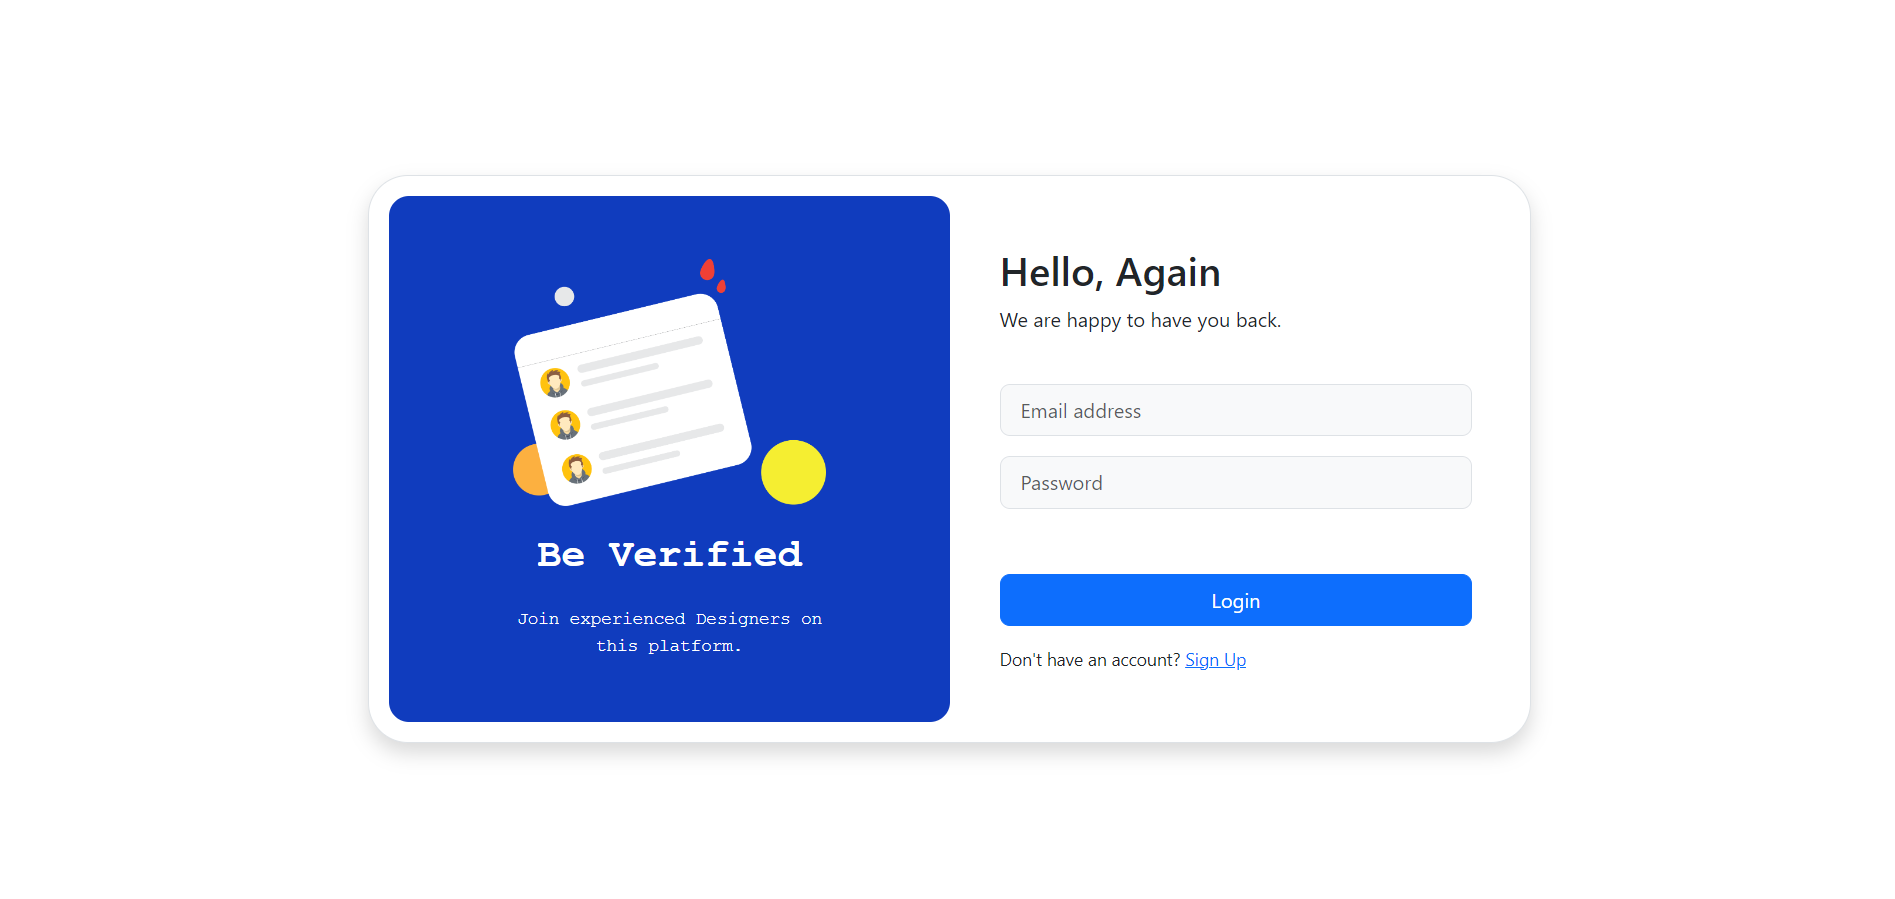 Be Verified
Join experienced Designers on
this platform.
Hello, Again
We are happy to have you back.
Email address
Password
Login
Don't have an account? Sign Up